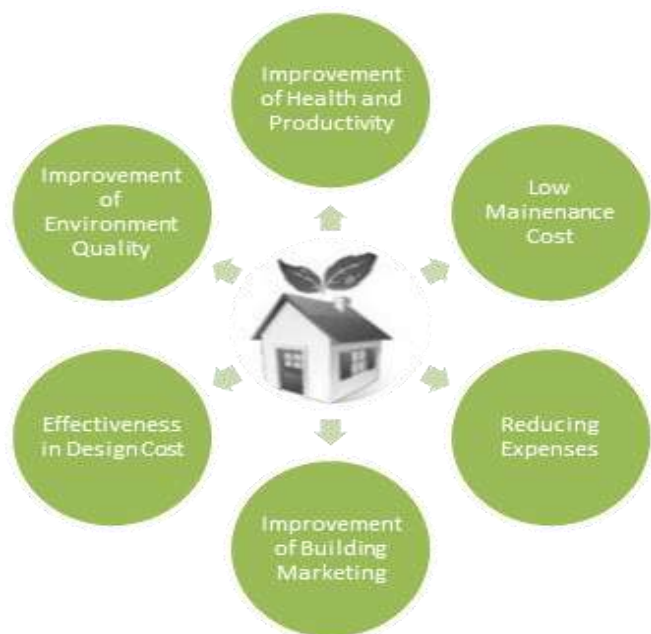 Improvement
of Health and
Productivity
Low
Mainenance
Cost
Reducing
Expenses
Improvement
of Building
Marketing
Effectiveness
in Design Cost
Improvement
of
Environment
Quality